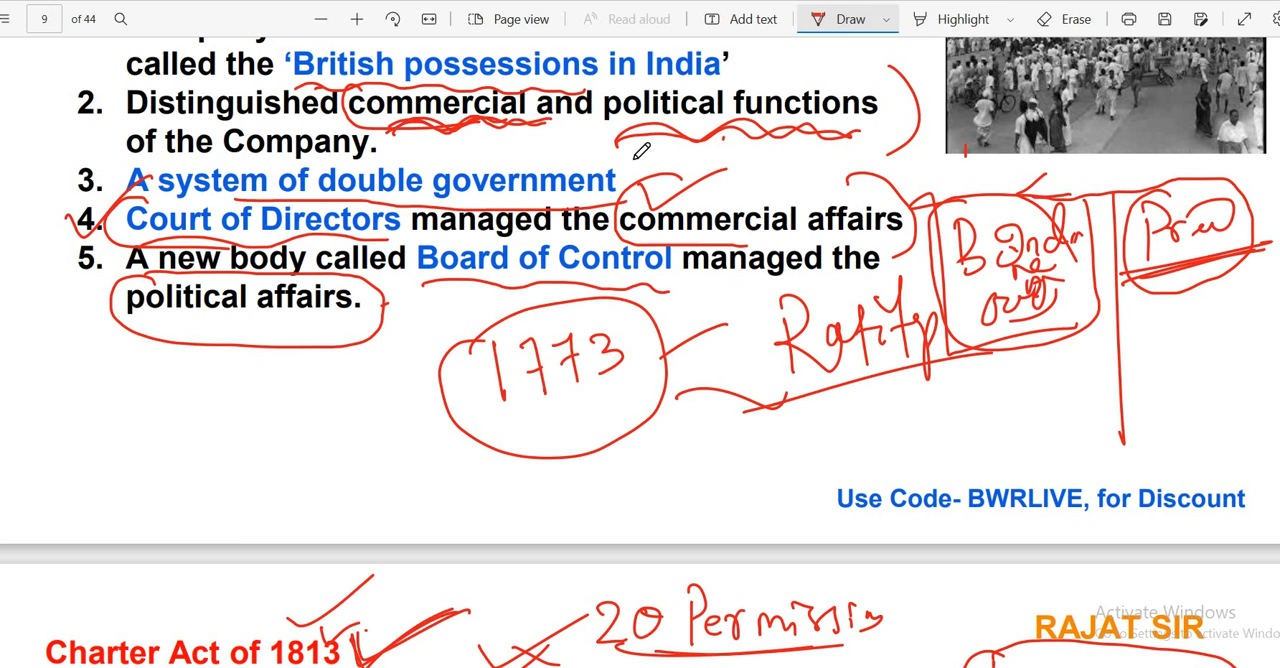 9 of 44 Page view Read aloud Add text Draw Highlight Erase
called the ‘British possessions in India’
2. Distinguished commercial and political functions
of the Company.
3. A system of double government
4. Court of Directors managed the commercial affairs
5. A new body called Board of Control managed the
political affairs.
1773
Ratify
Use Code- BWRLIVE, for Discount
20 Permissio
Activate Windows
RAJAT SIR
Charter Act of 1813